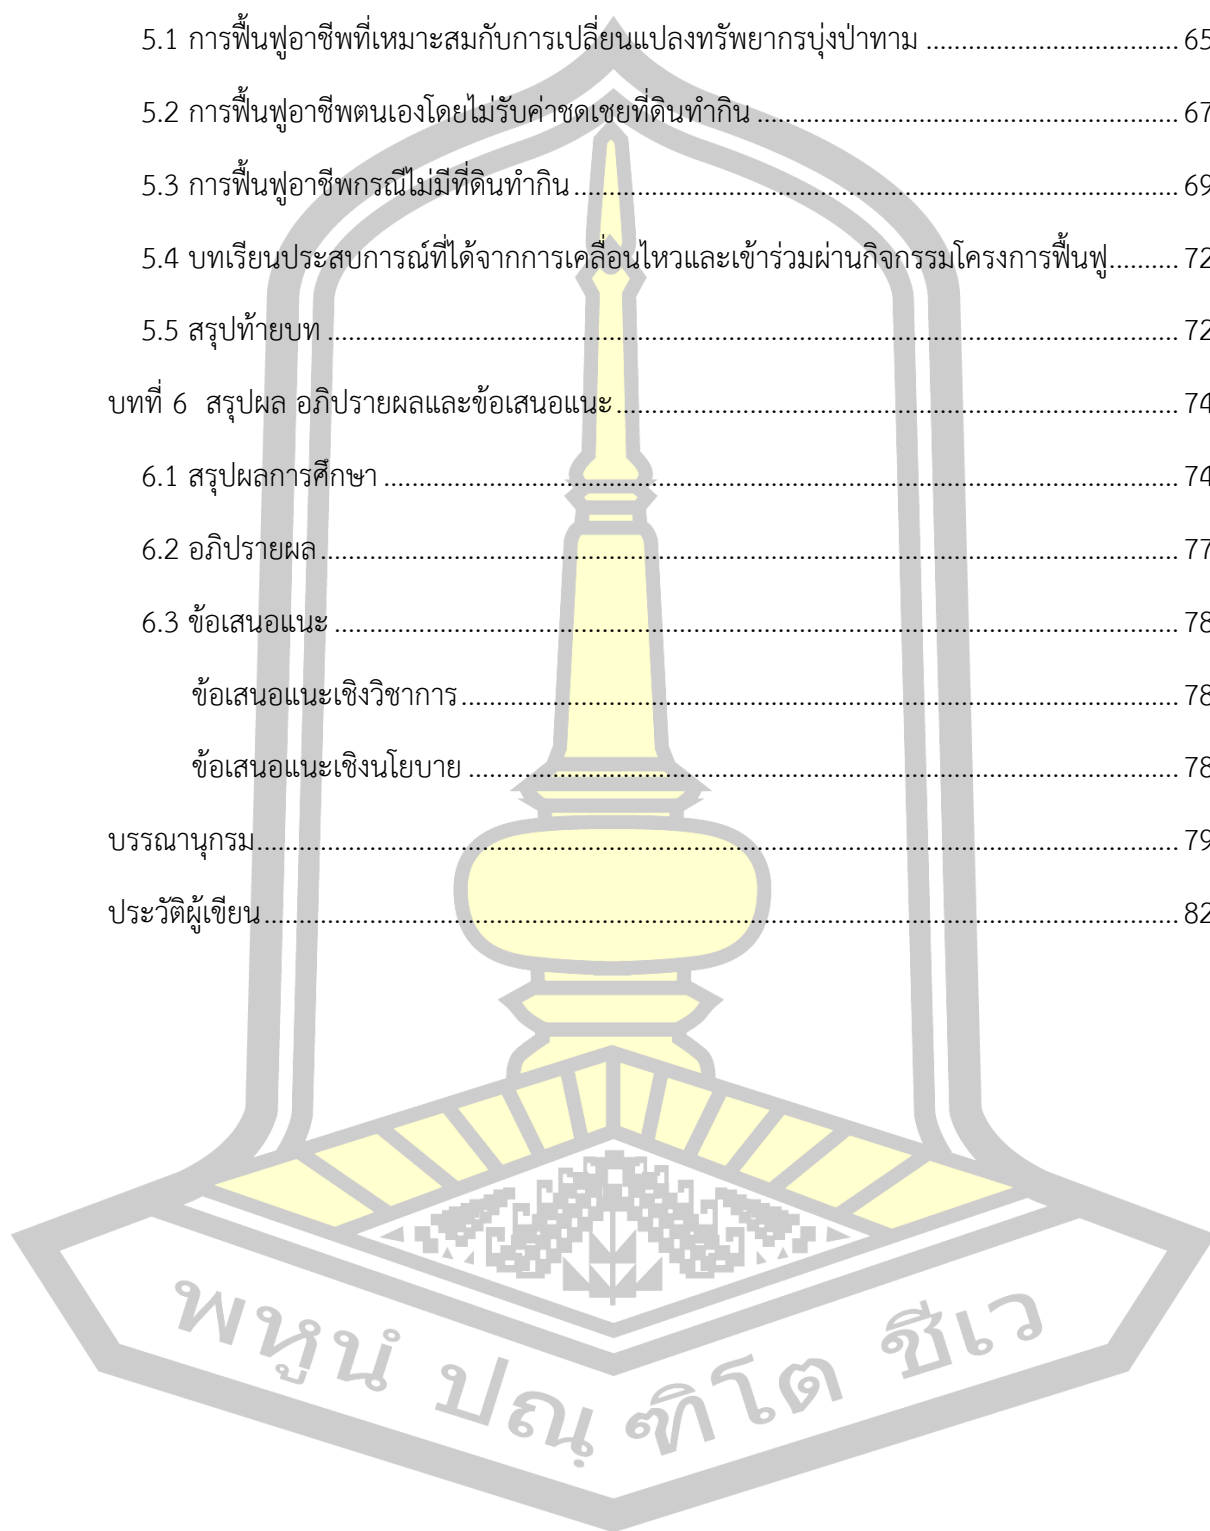 5.1 การฟื้นฟูอาชีพที่เหมาะสมกับการเปลี่ยนแปลงทรัพยากรบุ่งป่าทาม ............................... 65
5.2 การฟื้นฟูอาชีพตนเองโดยไม่รับค่าชดเชยที่ดินทำกิน .................................................... 67
5.3 การฟื้นฟูอาชีพกรณีไม่มีที่ดินทำกิน ......................................................................... 69
5.4 บทเรียนประสบการณ์ที่ได้จากการเคลื่อนไหวและเข้าร่วมผ่านกิจกรรมโครงการฟื้นฟู.......... 72
5.5 สรุปท้ายบท ......................................................................................................... 72
บทที่ 6 สรุปผล อภิปรายผลและข้อเสนอแนะ .................................................................... 74
6.1 สรุปผลการศึกษา .................................................................................................. 74
6.2 อภิปรายผล .......................................................................................................... 77
6.3 ข้อเสนอแนะ ........................................................................................................ 78
ข้อเสนอแนะเชิงวิชาการ ........................................................................................ 78
ข้อเสนอแนะเชิงนโยบาย ....................................................................................... 78
บรรณานุกรม ................................................................................................................ 79
ประวัติผู้เขียน ............................................................................................................... 82
พหูนํ ปณฺฑิโต ชีเว